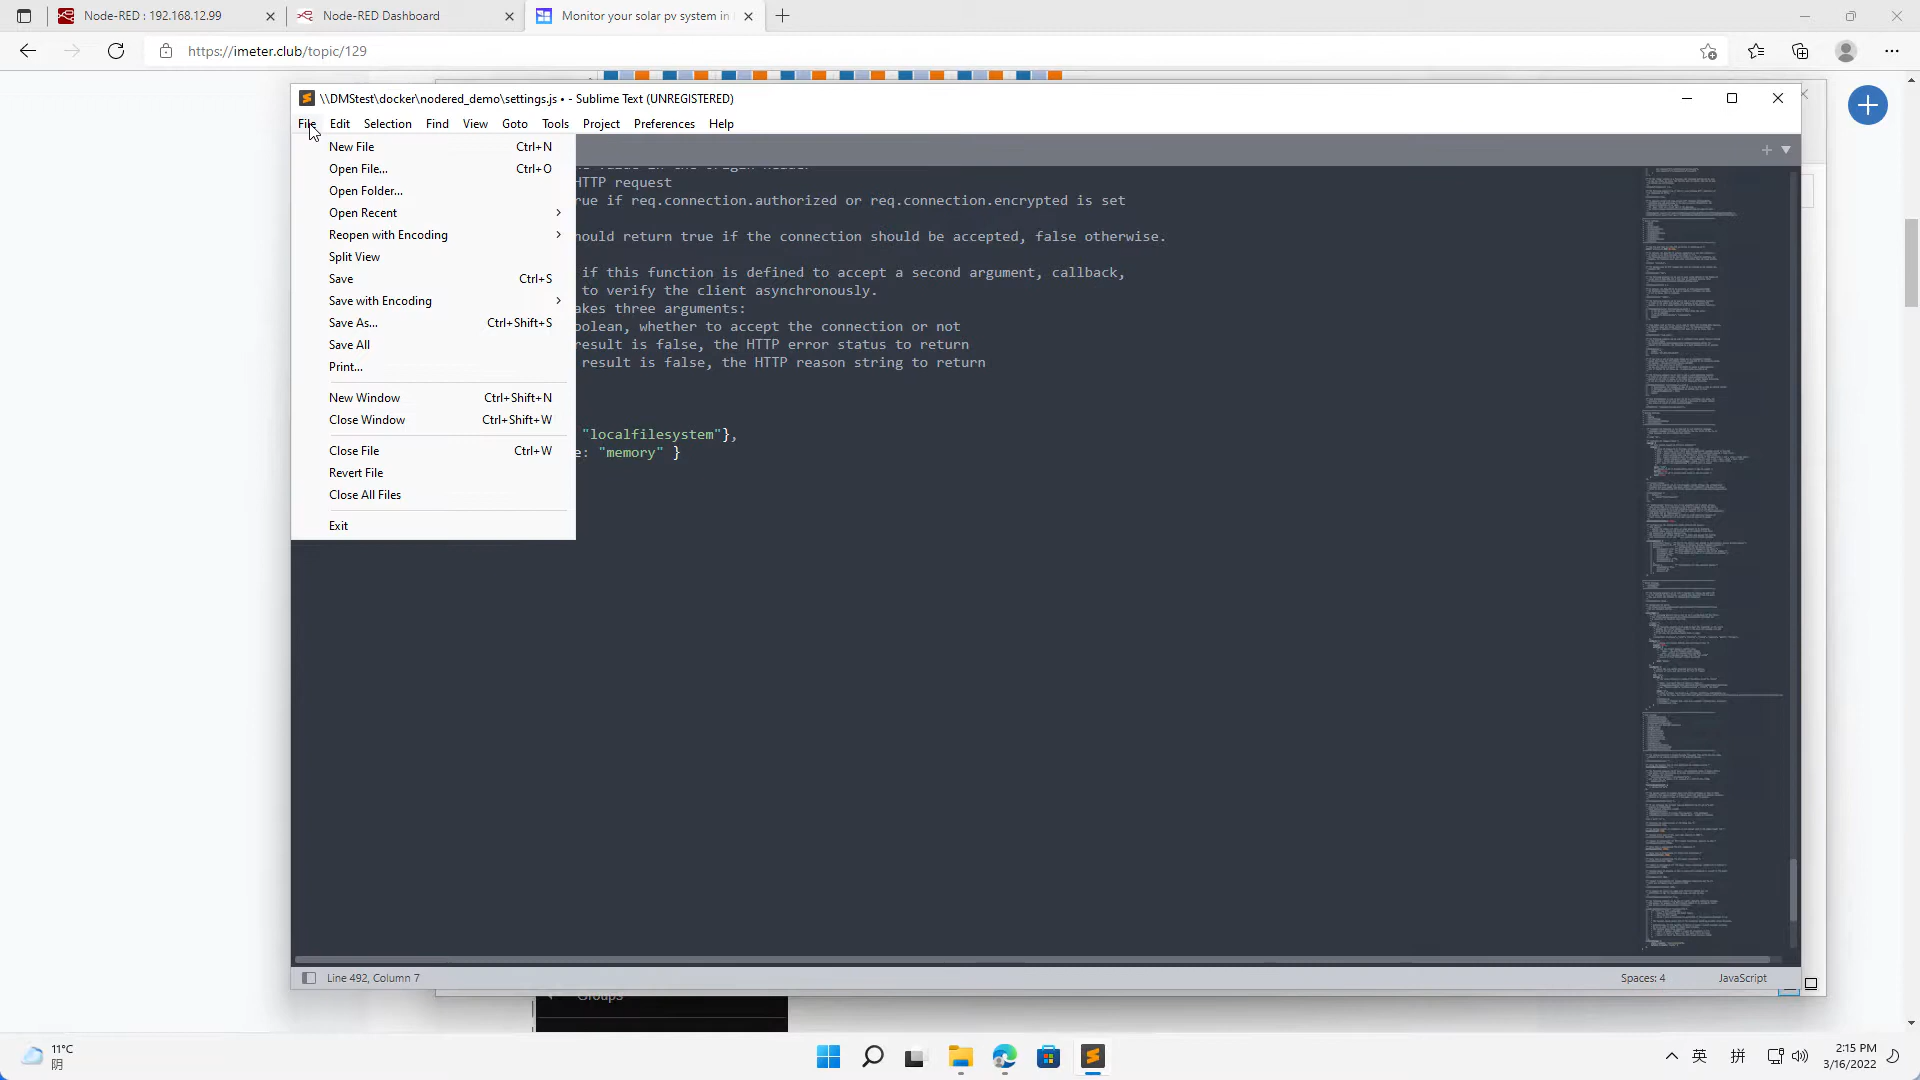 Node-RED : 192.168.12.99
Node-RED Dashboard
Monitor your solar pv system in
https://imeter.club/topic/129
\\DMStest\docker\nodered_demo\settings.js • - Sublime Text (UNREGISTERED)
File Edit Selection Find View Goto Tools Project Preferences Help
New File Ctrl+N
Open File... Ctrl+O
Open Folder...
Open Recent
Reopen with Encoding
Split View
Save Ctrl+S
Save with Encoding
Save As... Ctrl+Shift+S
Save All
Print...
New Window Ctrl+Shift+N
Close Window Ctrl+Shift+W
Close File Ctrl+W
Revert File
Close All Files
Exit
HTTP request
rue if req.connection.authorized or req.connection.encrypted is set
ould return true if the connection should be accepted, false otherwise.
if this function is defined to accept a second argument, callback,
to verify the client asynchronously.
akes three arguments:
oolean, whether to accept the connection or not
result is false, the HTTP error status to return
result is false, the HTTP reason string to return
"localfilesystem"},
e: "memory" }
Line 492, Column 7
Spaces: 4
JavaScript
Groups
11°C
阴
英
拼
2:15 PM
3/16/2022